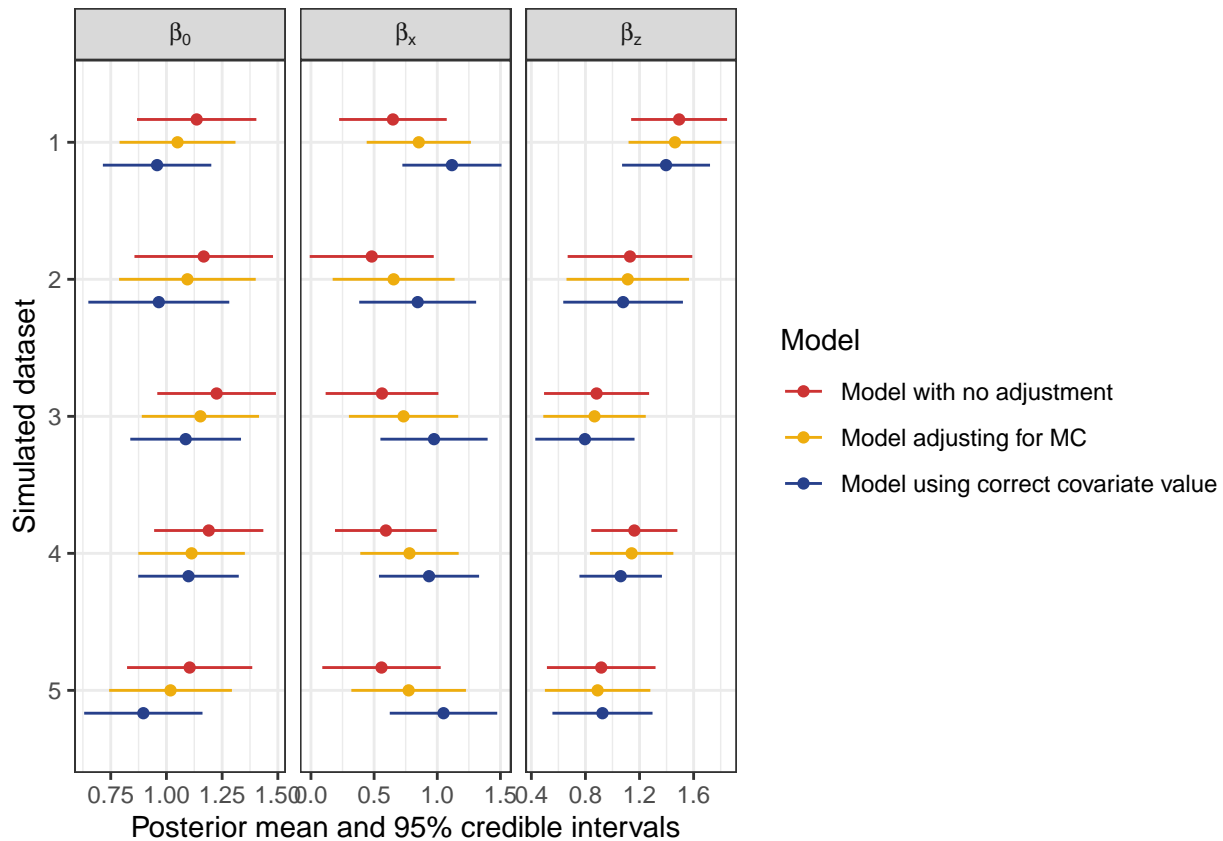 β₀ βₓ β_z
1
2
3
4
5
Simulated dataset
0.75 1.00 1.25 1.50 0.0 0.5 1.0 1.5 0.4 0.8 1.2 1.6
Posterior mean and 95% credible intervals
Model
Model with no adjustment
Model adjusting for MC
Model using correct covariate value